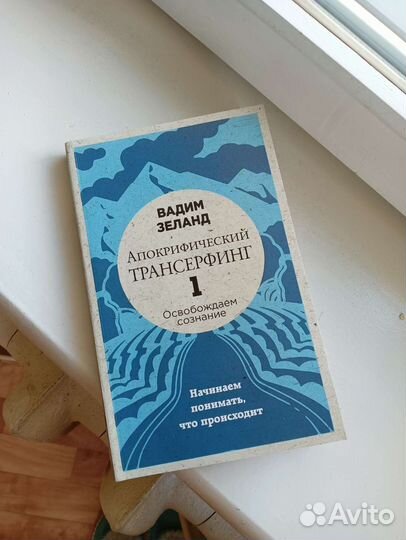 ВАДИМ
ЗЕЛАНД
АПОКРИФИЧЕСКИЙ
ТРАНСЕРФИНГ
1
Освобождаем
сознание
Начинаем
понимать,
что происходит
Avito